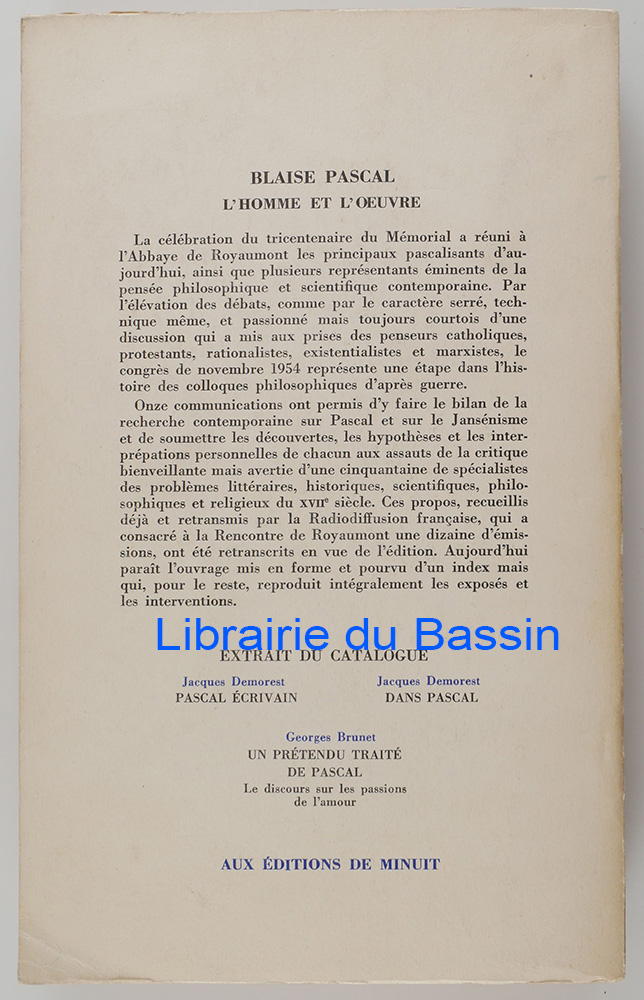 BLAISE PASCAL
L'HOMME ET L'OEUVRE
La célébration du tricentenaire du Mémorial a réuni à
l'Abbaye de Royaumont les principaux pascalisants d'au-
jourd'hui, ainsi que plusieurs représentants éminents de la
pensée philosophique et scientifique contemporaine. Par
l'élévation des débats, comme par le caractère serré, tech-
nique même, et passionné mais toujours courtois d'une
discussion qui a mis aux prises des penseurs catholiques,
protestants, rationalistes, existentialistes et marxistes, le
congrès de novembre 1954 représente une étape dans l'his-
toire des colloques philosophiques d'après guerre.
Onze communications ont permis d'y faire le bilan de la
recherche contemporaine sur Pascal et sur le Jansénisme
et de soumettre les découvertes, les hypothèses et les inter-
prépations personnelles de chacun aux assauts de la critique
bienveillante mais avertie d'une cinquantaine de spécialistes
des problèmes littéraires, historiques, scientifiques, philo-
sophiques et religieux du XVIIe siècle. Ces propos, recueillis
déjà et retransmis par la Radiodiffusion française, qui a
consacré à la Rencontre de Royaumont une dizaine d'émis-
sions, ont été retranscrits en vue de l'édition. Aujourd'hui
paraît l'ouvrage mis en forme et pourvu d'un index mais
qui, pour le reste, reproduit intégralement les exposés et
les interventions.
Librairie du Bassin
EXTRAIT DU CATALOGUE
Jacques Demorest
PASCAL ÉCRIVAIN
Jacques Demorest
DANS PASCAL
Georges Brunet
UN PRÉTENDU TRAITÉ
DE PASCAL
Le discours sur les passions
de l'amour
AUX ÉDITIONS DE MINUIT